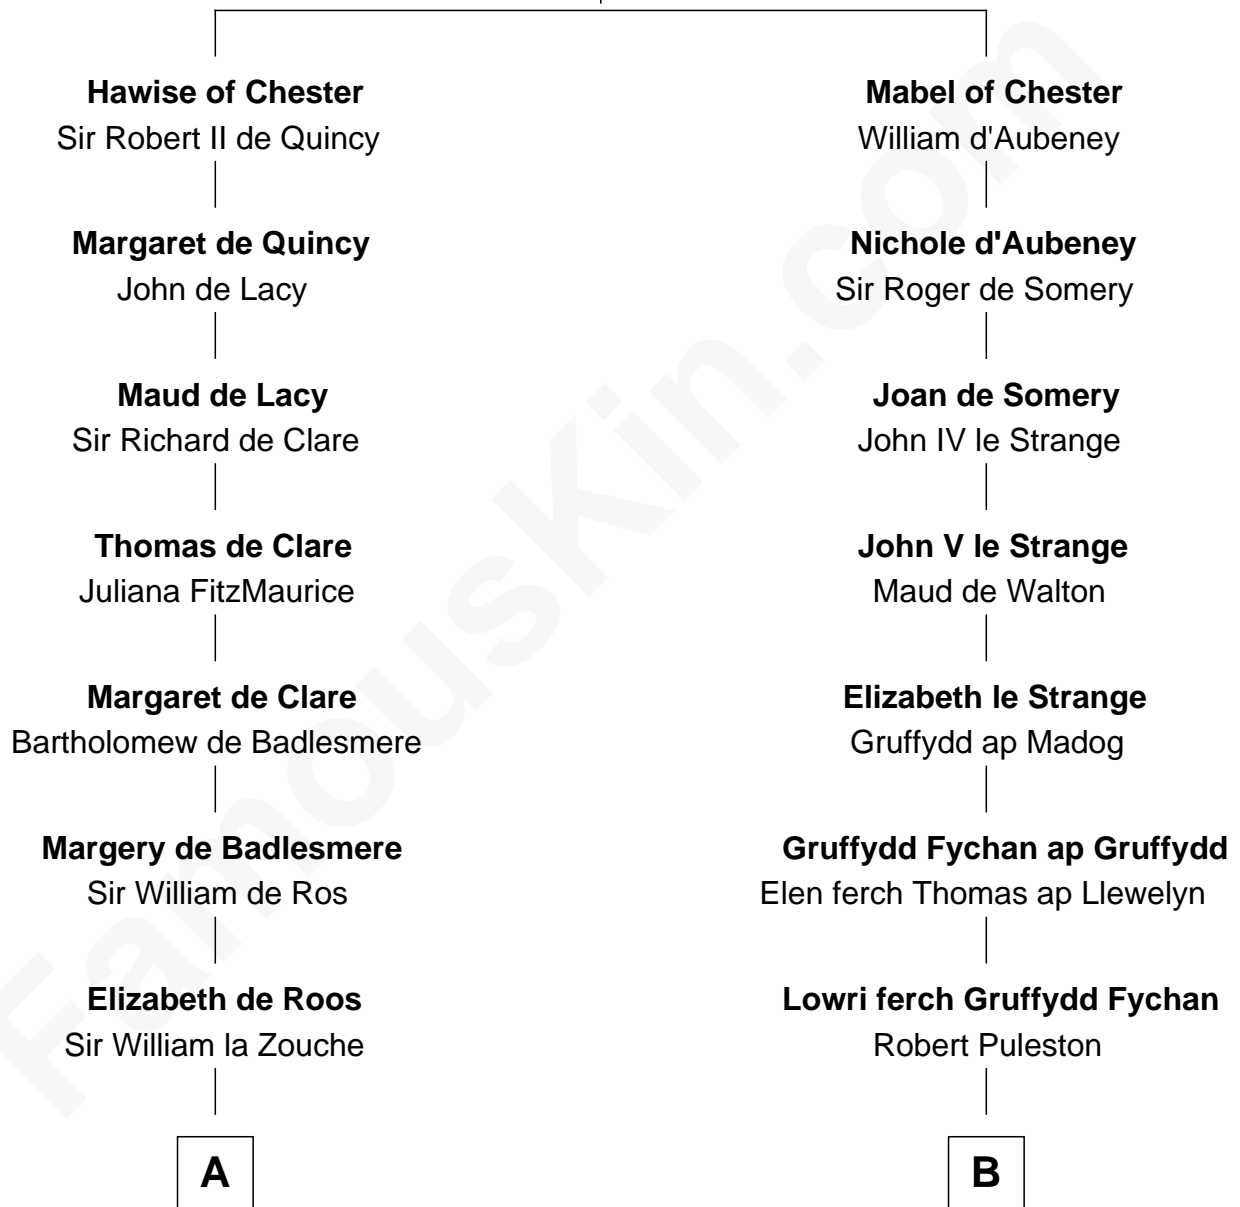 Hawise of Chester
Sir Robert II de Quincy
Margaret de Quincy
John de Lacy
Maud de Lacy
Sir Richard de Clare
Thomas de Clare
Juliana FitzMaurice
Margaret de Clare
Bartholomew de Badlesmere
Margery de Badlesmere
Sir William de Ros
Elizabeth de Roos
Sir William la Zouche
A
Mabel of Chester
William d'Aubeney
Nichole d'Aubeney
Sir Roger de Somery
Joan de Somery
John IV le Strange
John V le Strange
Maud de Walton
Elizabeth le Strange
Gruffydd ap Madog
Gruffydd Fychan ap Gruffydd
Elen ferch Thomas ap Llewelyn
Lowri ferch Gruffydd Fychan
Robert Puleston
B
FamousKin.com